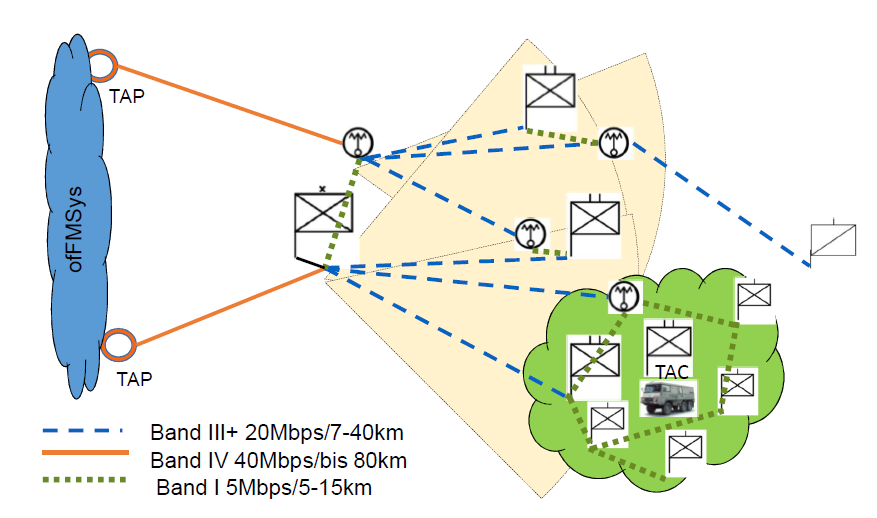 TAP
ofFMSys
TAP
TAC
Band III+ 20Mbps/7-40km
Band IV 40Mbps/bis 80km
Band I 5Mbps/5-15km